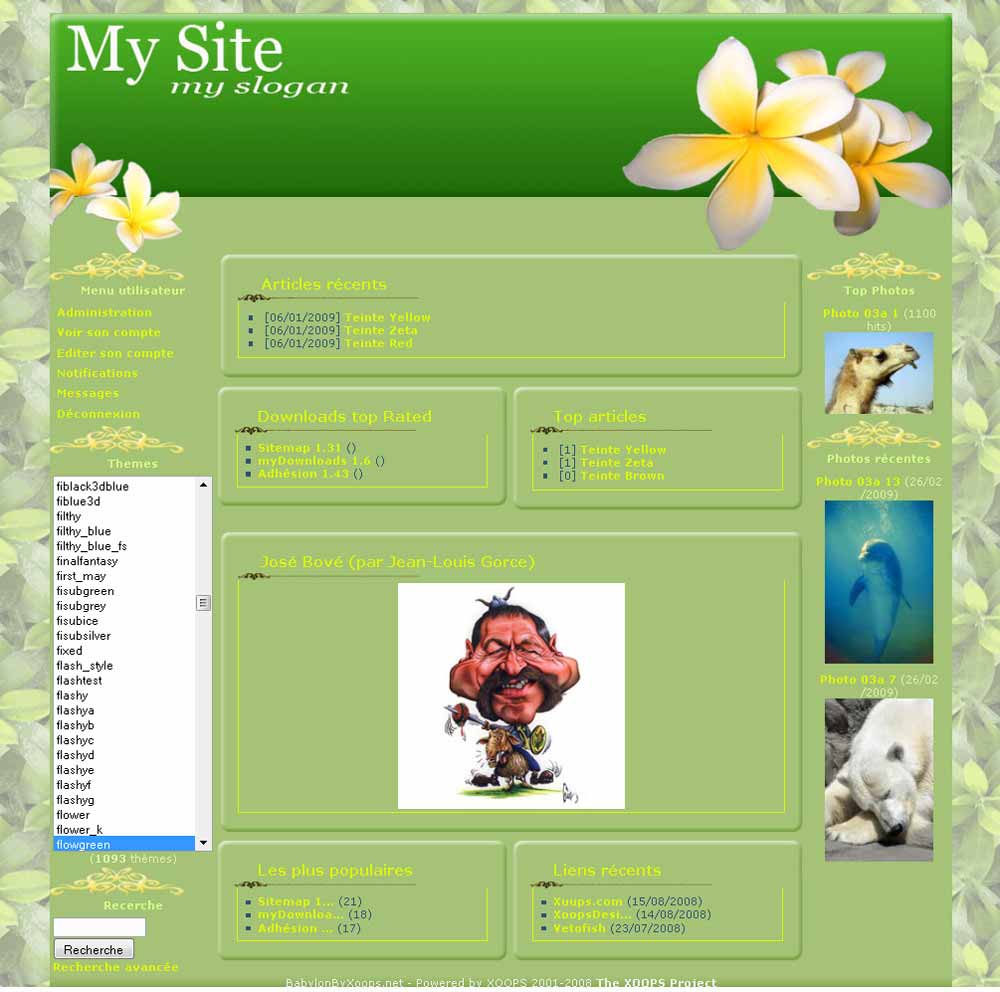 My Site
my slogan
Menu utilisateur
Administration
Voir son compte
Editer son compte
Notifications
Messages
Déconnexion
Themes
fiblack3dblue
fiblue3d
filthy
filthy_blue
filthy_blue_fs
finalfantasy
first_may
fisubgreen
fisubgrey
fisubice
fisubsilver
fixed
flash_style
flashtest
flashy
flashya
flashyb
flashyc
flashyd
flashye
flashyf
flashyg
flower
flower_k
flowgreen
(1093 thèmes)
Recerche
Recherche
Recherche avancée
Articles récents
[06/01/2009] Teinte Yellow
[06/01/2009] Teinte Zeta
[06/01/2009] Teinte Red
Downloads top Rated
Sitemap 1.31 ()
myDownloads 1.6 ()
Adhésion 1.43 ()
Top articles
[1] Teinte Yellow
[1] Teinte Zeta
[0] Teinte Brown
José Bové (par Jean-Louis Gorce)
Les plus populaires
Sitemap 1... (21)
myDownloa... (18)
Adhésion ... (17)
Liens récents
Xuups.com (15/08/2008)
XoopsDesi... (14/08/2008)
Vetofish (23/07/2008)
Top Photos
Photo 03a 1 (1100
hits)
Photos récentes
Photo 03a 13 (26/02
/2009)
Photo 03a 7 (26/02
/2009)
BabylonByXoops.net - Powered by XOOPS 2001-2008 The XOOPS Project